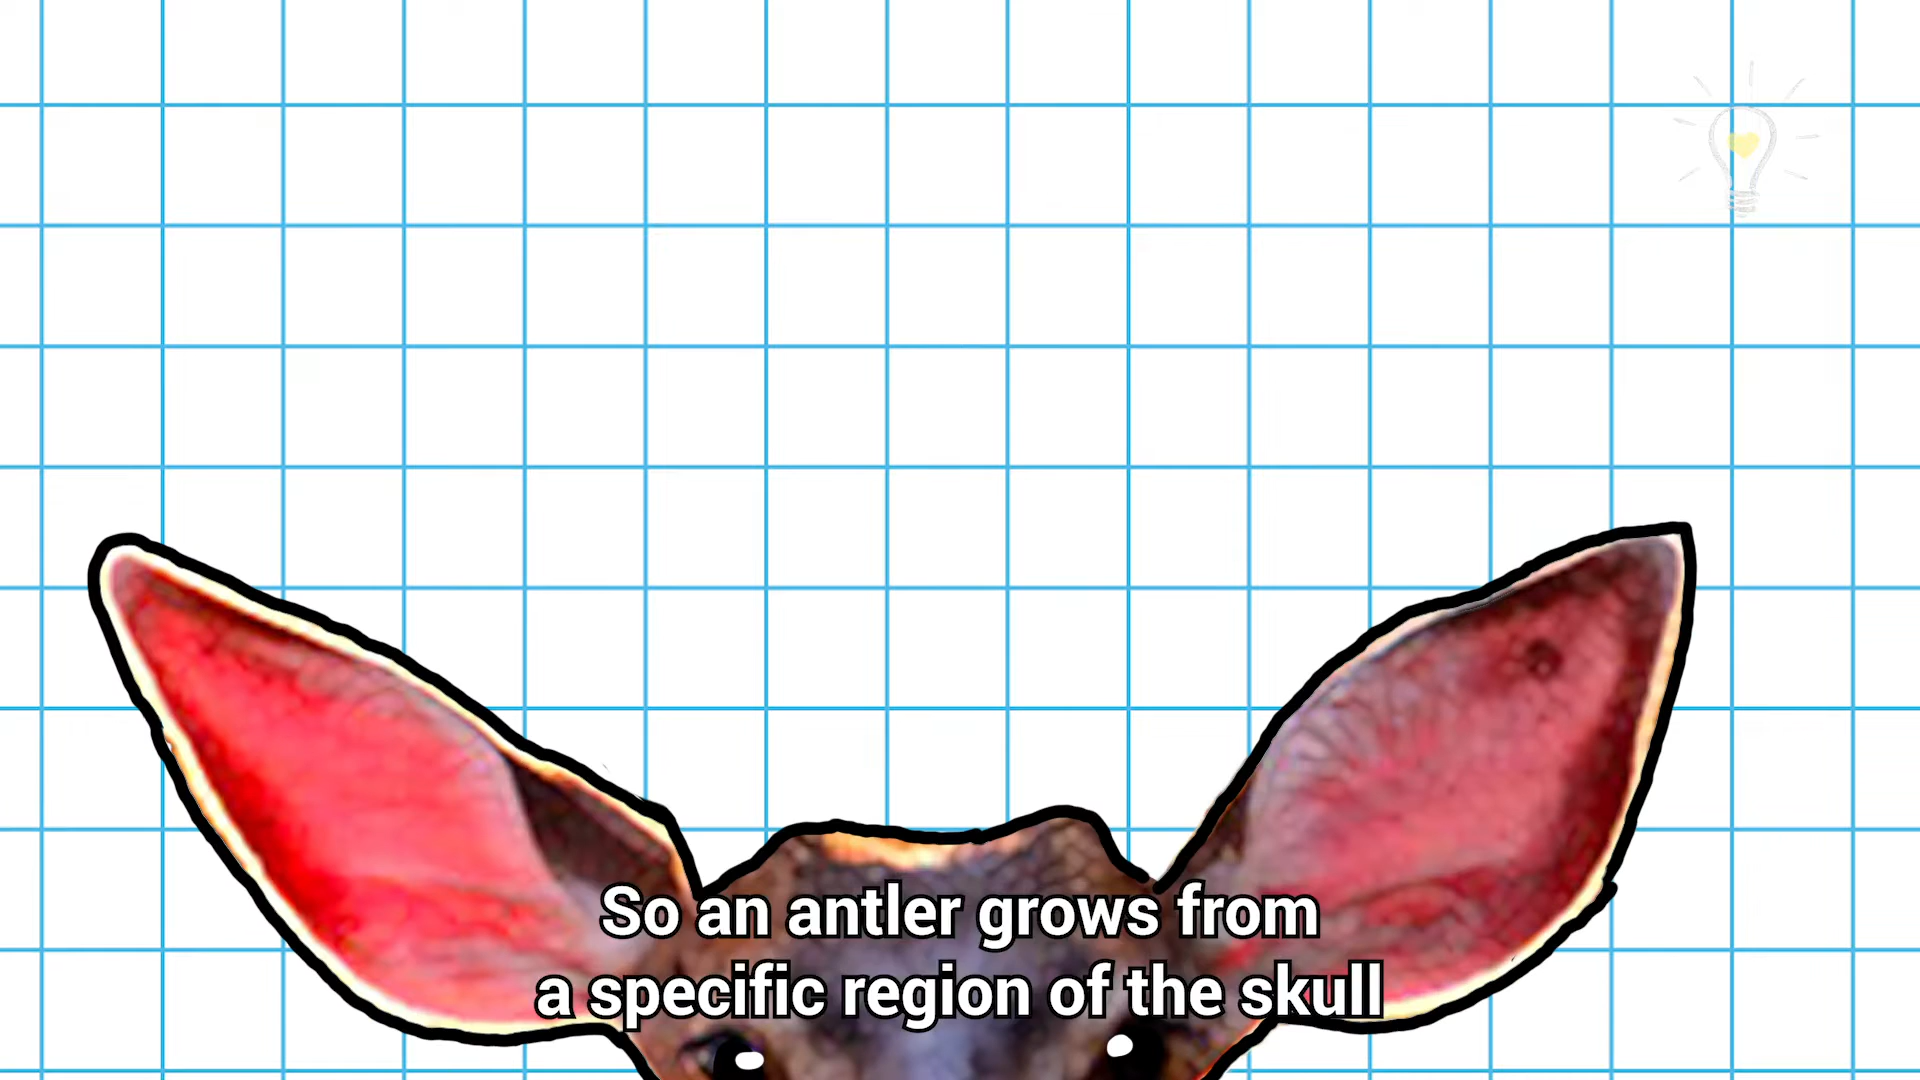 So an antler grows from
a specific region of the skull